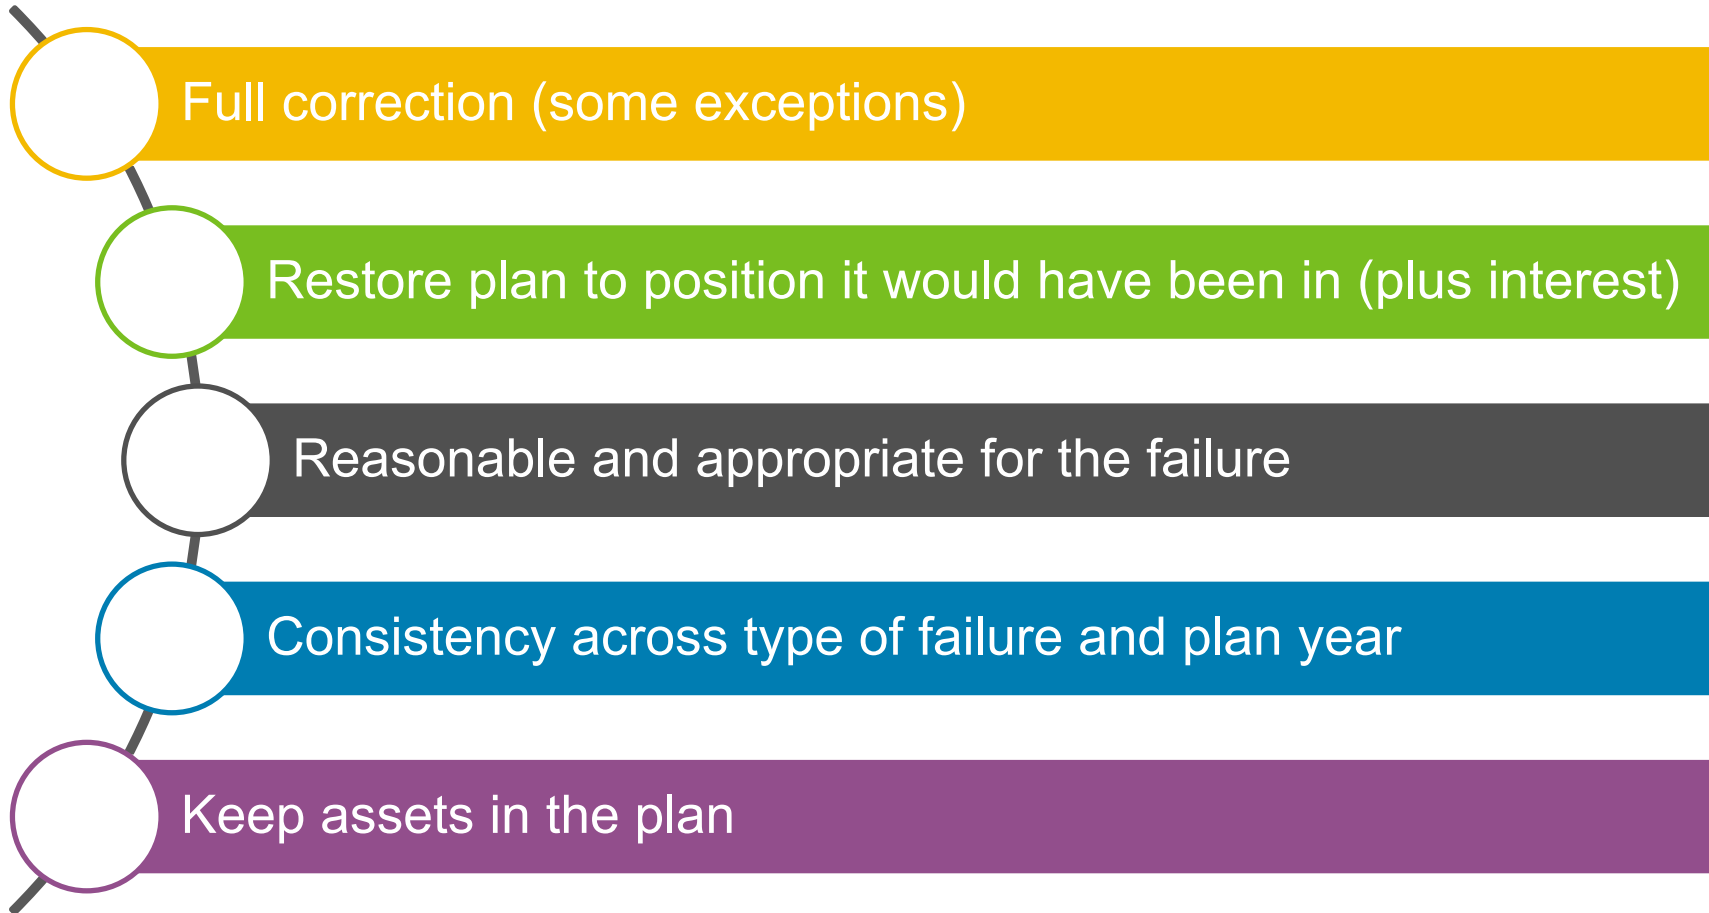 Full correction (some exceptions)
Restore plan to position it would have been in (plus interest)
Reasonable and appropriate for the failure
Consistency across type of failure and plan year
Keep assets in the plan